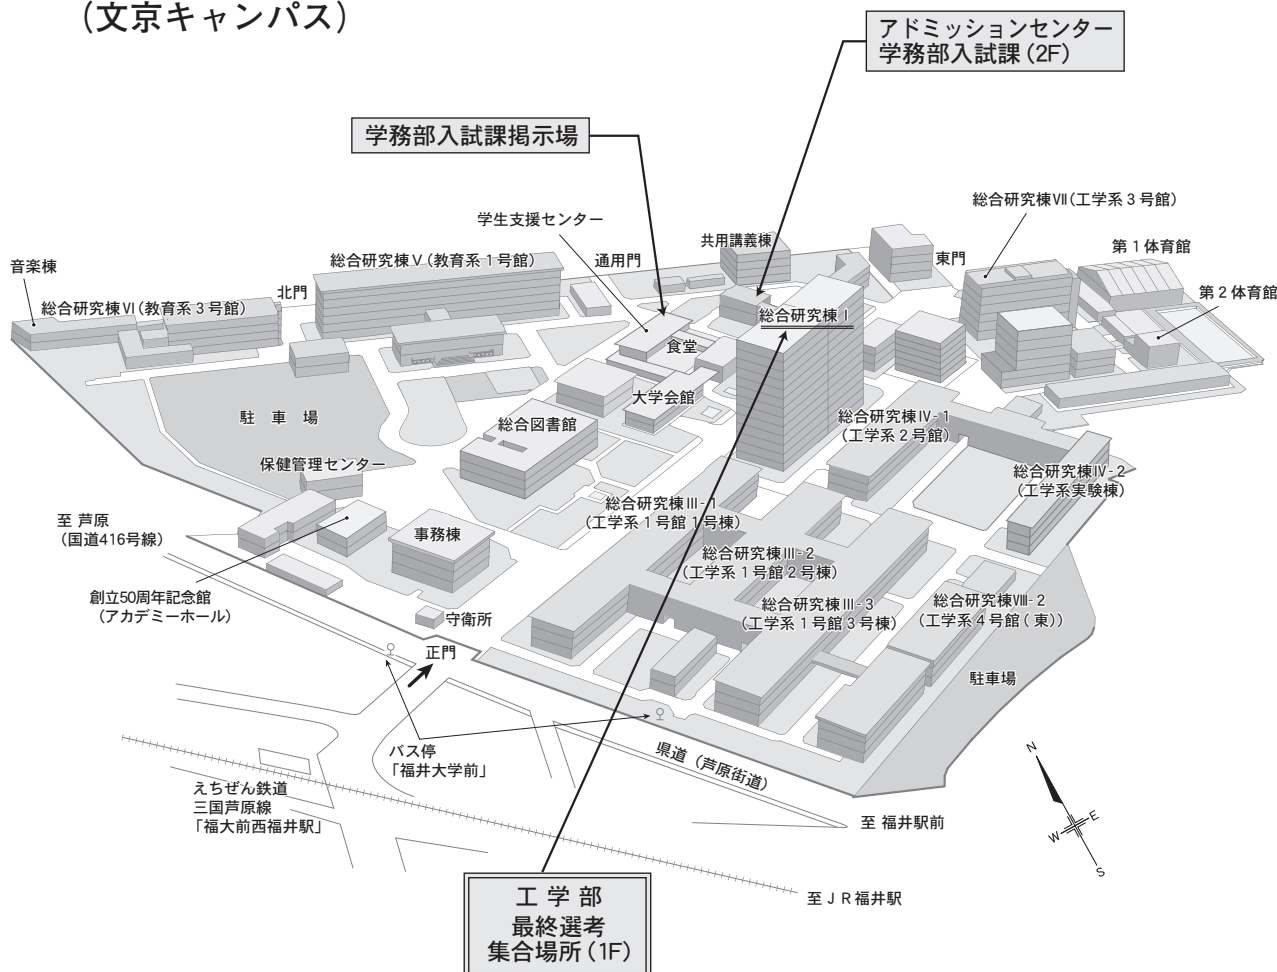 （文京キャンパス）
アドミッションセンター
学務部入試課（2F）
学務部入試課掲示場
総合研究棟Ⅶ（工学系３号館）
学生支援センター
共用講義棟
第１体育館
音楽棟
総合研究棟Ⅴ（教育系１号館）
通用門
東門
北門
総合研究棟Ⅵ（教育系３号館）
第２体育館
総合研究棟Ⅰ
食堂
大学会館
駐 車 場
総合図書館
総合研究棟Ⅳ-1
（工学系２号館）
保健管理センター
総合研究棟Ⅳ-2
（工学系実験棟）
総合研究棟Ⅲ-1
（工学系１号館１号棟）
至 芦原
（国道416号線）
事務棟
総合研究棟Ⅲ-2
（工学系１号館２号棟）
創立50周年記念館
（アカデミーホール）
総合研究棟Ⅲ-3
（工学系１号館３号棟）
総合研究棟Ⅷ-2
（工学系４号館（東））
守衛所
正門
駐車場
バス停
「福井大学前」
県道（芦原街道）
えちぜん鉄道
三国芦原線
「福大前西福井駅」
至 福井駅前
N
E
W
S
至ＪＲ福井駅
工 学 部
最終選考
集合場所（1F）